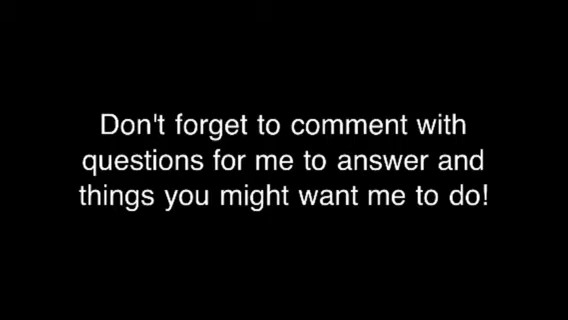 Don't forget to comment with
questions for me to answer and
things you might want me to do!